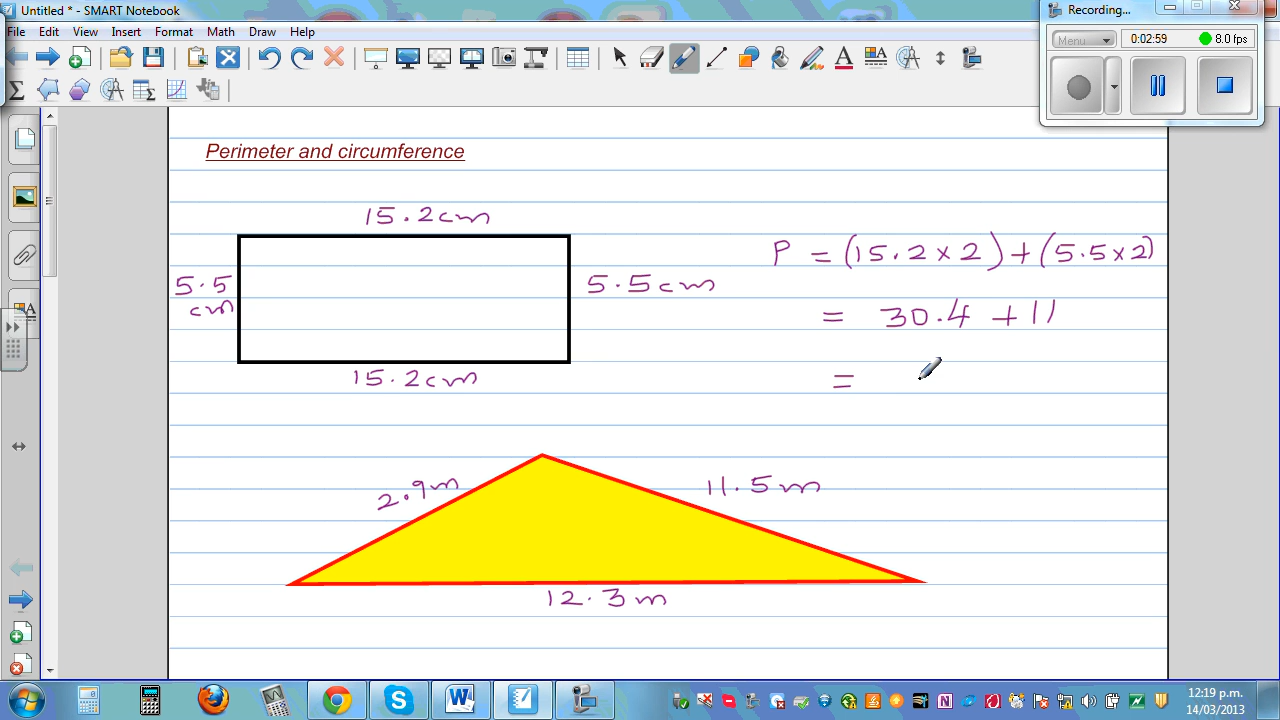 Untitled * - SMART Notebook
File Edit View Insert Format Math Draw Help
Recording...
Menu 0:02:59 8.0 fps
Perimeter and circumference
15.2cm
5.5
cm
5.5cm
15.2cm
P = (15.2×2)+(5.5×2)
= 30.4 + 11
=
2.9m
11.5m
12.3m
12:19 p.m.
14/03/2013